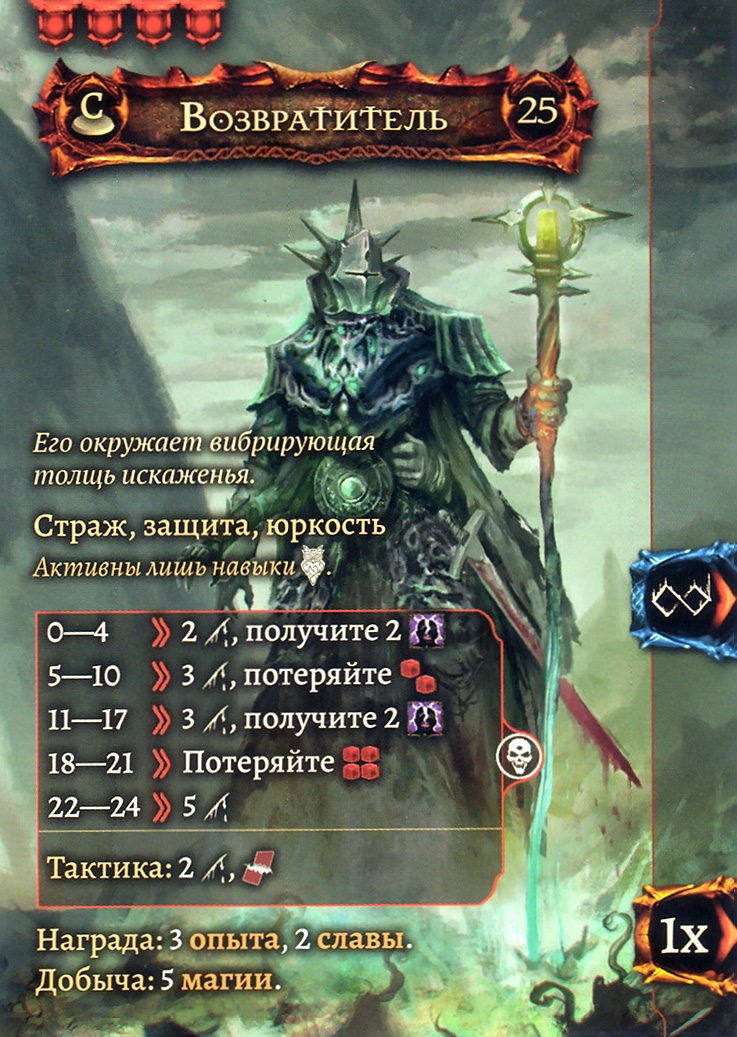 С Возвратитель 25
Его окружает вибрирующая
толщь искаженья.
Страж, защита, юркость
Активны лишь навыки .
0—4 2 , получите 2
5—10 3 , потеряйте
11—17 3 , получите 2
18—21 Потеряйте
22—24 5
Тактика: 2 ,
1x
Награда: 3 опыта, 2 славы.
Добыча: 5 магии.